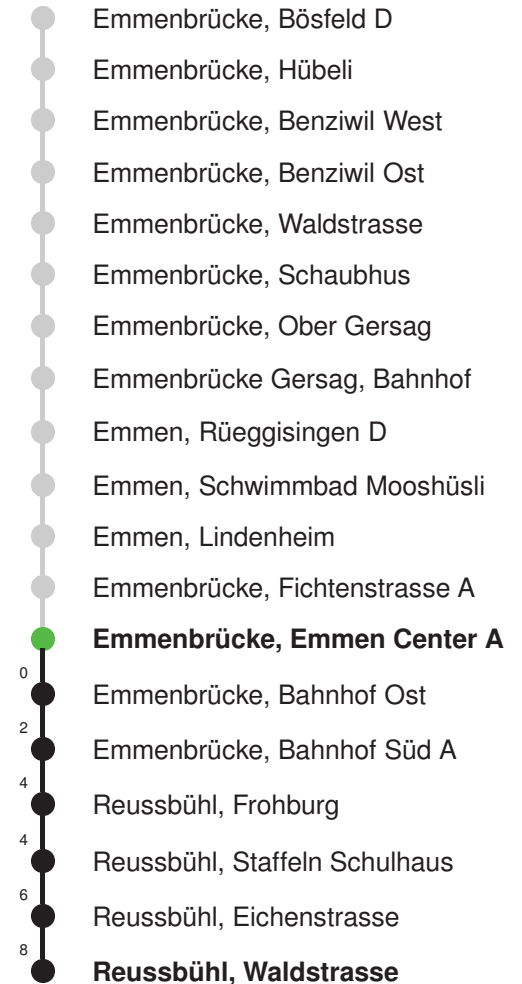 Emmenbrücke, Bösfeld D
Emmenbrücke, Hübeli
Emmenbrücke, Benziwil West
Emmenbrücke, Benziwil Ost
Emmenbrücke, Waldstrasse
Emmenbrücke, Schaubhus
Emmenbrücke, Ober Gersag
Emmenbrücke Gersag, Bahnhof
Emmen, Rüeggisingen D
Emmen, Schwimmbad Mooshüsli
Emmen, Lindenheim
Emmenbrücke, Fichtenstrasse A
Emmenbrücke, Emmen Center A
0 Emmenbrücke, Bahnhof Ost
2 Emmenbrücke, Bahnhof Süd A
4 Reussbühl, Frohburg
4 Reussbühl, Staffeln Schulhaus
6 Reussbühl, Eichenstrasse
8 Reussbühl, Waldstrasse